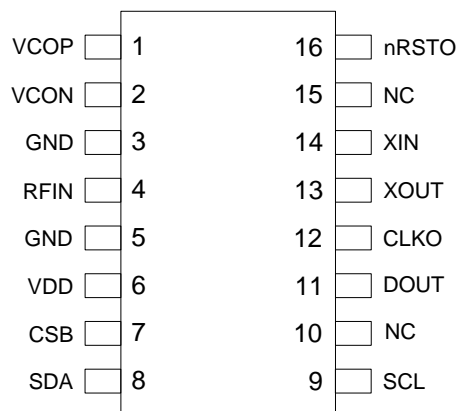 VCOP 1 16 nRSTO
VCON 2 15 NC
GND 3 14 XIN
RFIN 4 13 XOUT
GND 5 12 CLKO
VDD 6 11 DOUT
CSB 7 10 NC
SDA 8 9 SCL